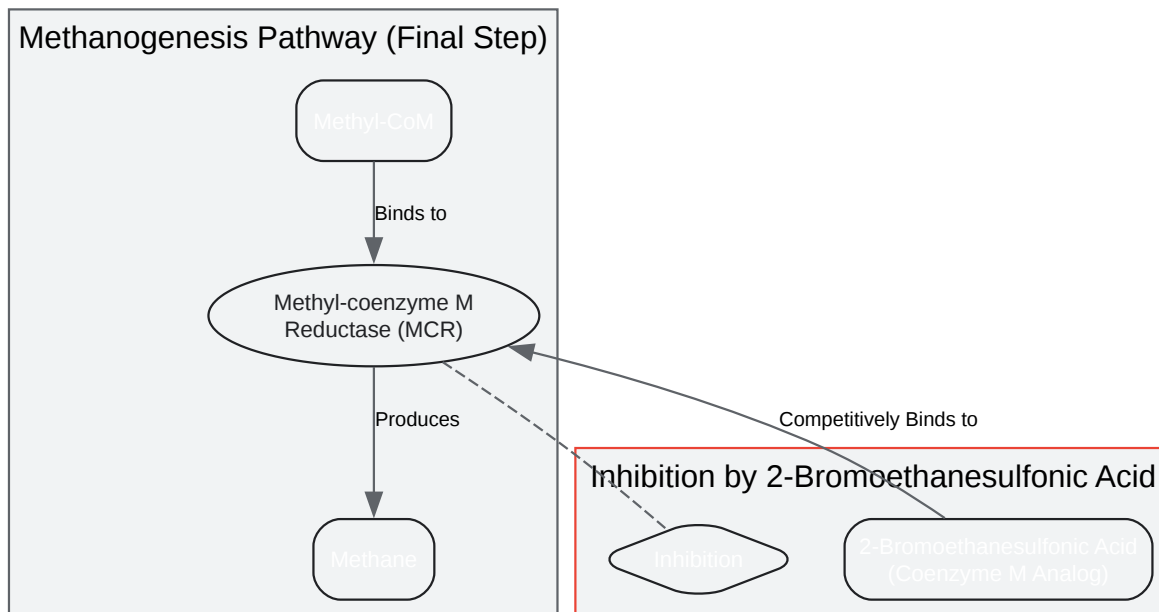 Methanogenesis Pathway (Final Step)
Methyl-CoM
Binds to
Methyl-coenzyme M
Reductase (MCR)
Produces
Competitively Binds to
Methane
Inhibition by 2-Bromoethanesulfonic Acid
Inhibition
2-Bromoethanesulfonic Acid
(Coenzyme M Analog)